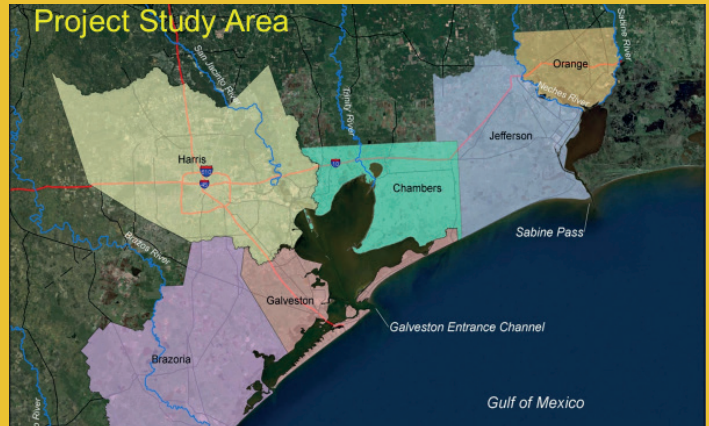 Project Study Area
San Jacinto River
Trinity River
Sabine River
Orange
Neches River
Jefferson
Harris
Chambers
Sabine Pass
Brazos River
Galveston
Galveston Entrance Channel
Brazoria
Gulf of Mexico
River